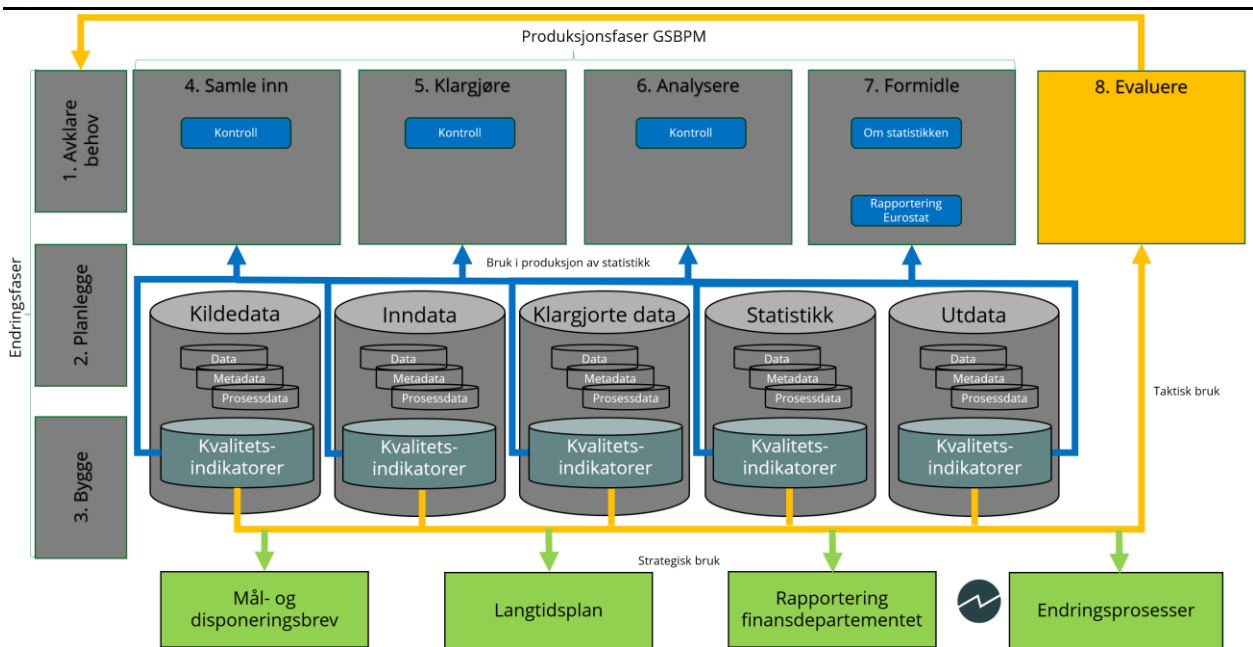 Produksjonsfaser GSBPM
Endringsfaser
1. Avklare
behov
2. Planlegge
3. Bygge
4. Samle inn
Kontroll
5. Klargjøre
Kontroll
6. Analysere
Kontroll
7. Formidle
Om statistikken
Rapportering
Eurostat
8. Evaluere
Bruk i produksjon av statistikk
Kildedata
Data
Metadata
Prosessdata
Kvalitets-
indikatorer
Inndata
Data
Metadata
Prosessdata
Kvalitets-
indikatorer
Klargjorte data
Data
Metadata
Prosessdata
Kvalitets-
indikatorer
Statistikk
Data
Metadata
Prosessdata
Kvalitets-
indikatorer
Utdata
Data
Metadata
Prosessdata
Kvalitets-
indikatorer
Taktisk bruk
Strategisk bruk
Mål- og
disponeringsbrev
Langtidsplan
Rapportering
finansdepartementet
Endringsprosesser